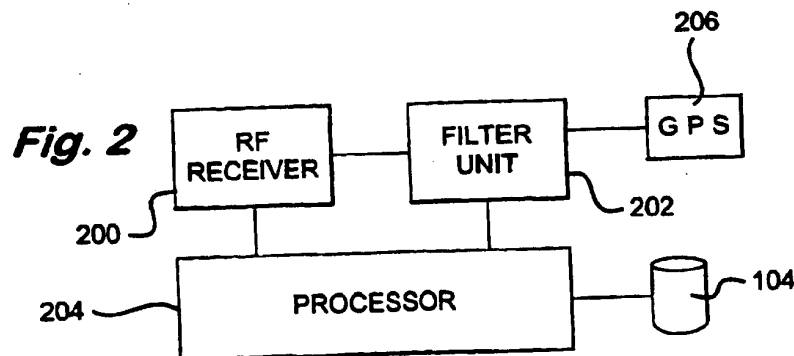 206
Fig. 2
RF
RECEIVER
FILTER
UNIT
G P S
200
202
204
PROCESSOR
104